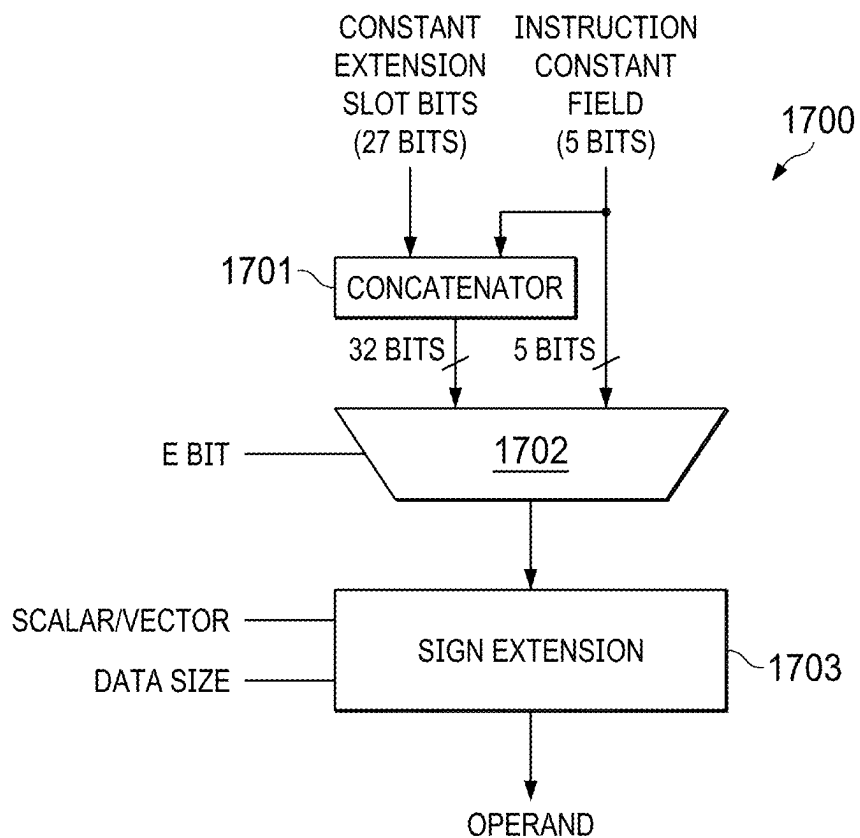 CONSTANT
EXTENSION
SLOT BITS
(27 BITS)
INSTRUCTION
CONSTANT
FIELD
(5 BITS)
1700
1701
CONCATENATOR
32 BITS
5 BITS
E BIT
1702
SCALAR/VECTOR
DATA SIZE
SIGN EXTENSION
1703
OPERAND